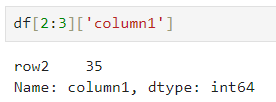 df[2:3]['column1']
row2    35
Name: column1, dtype: int64